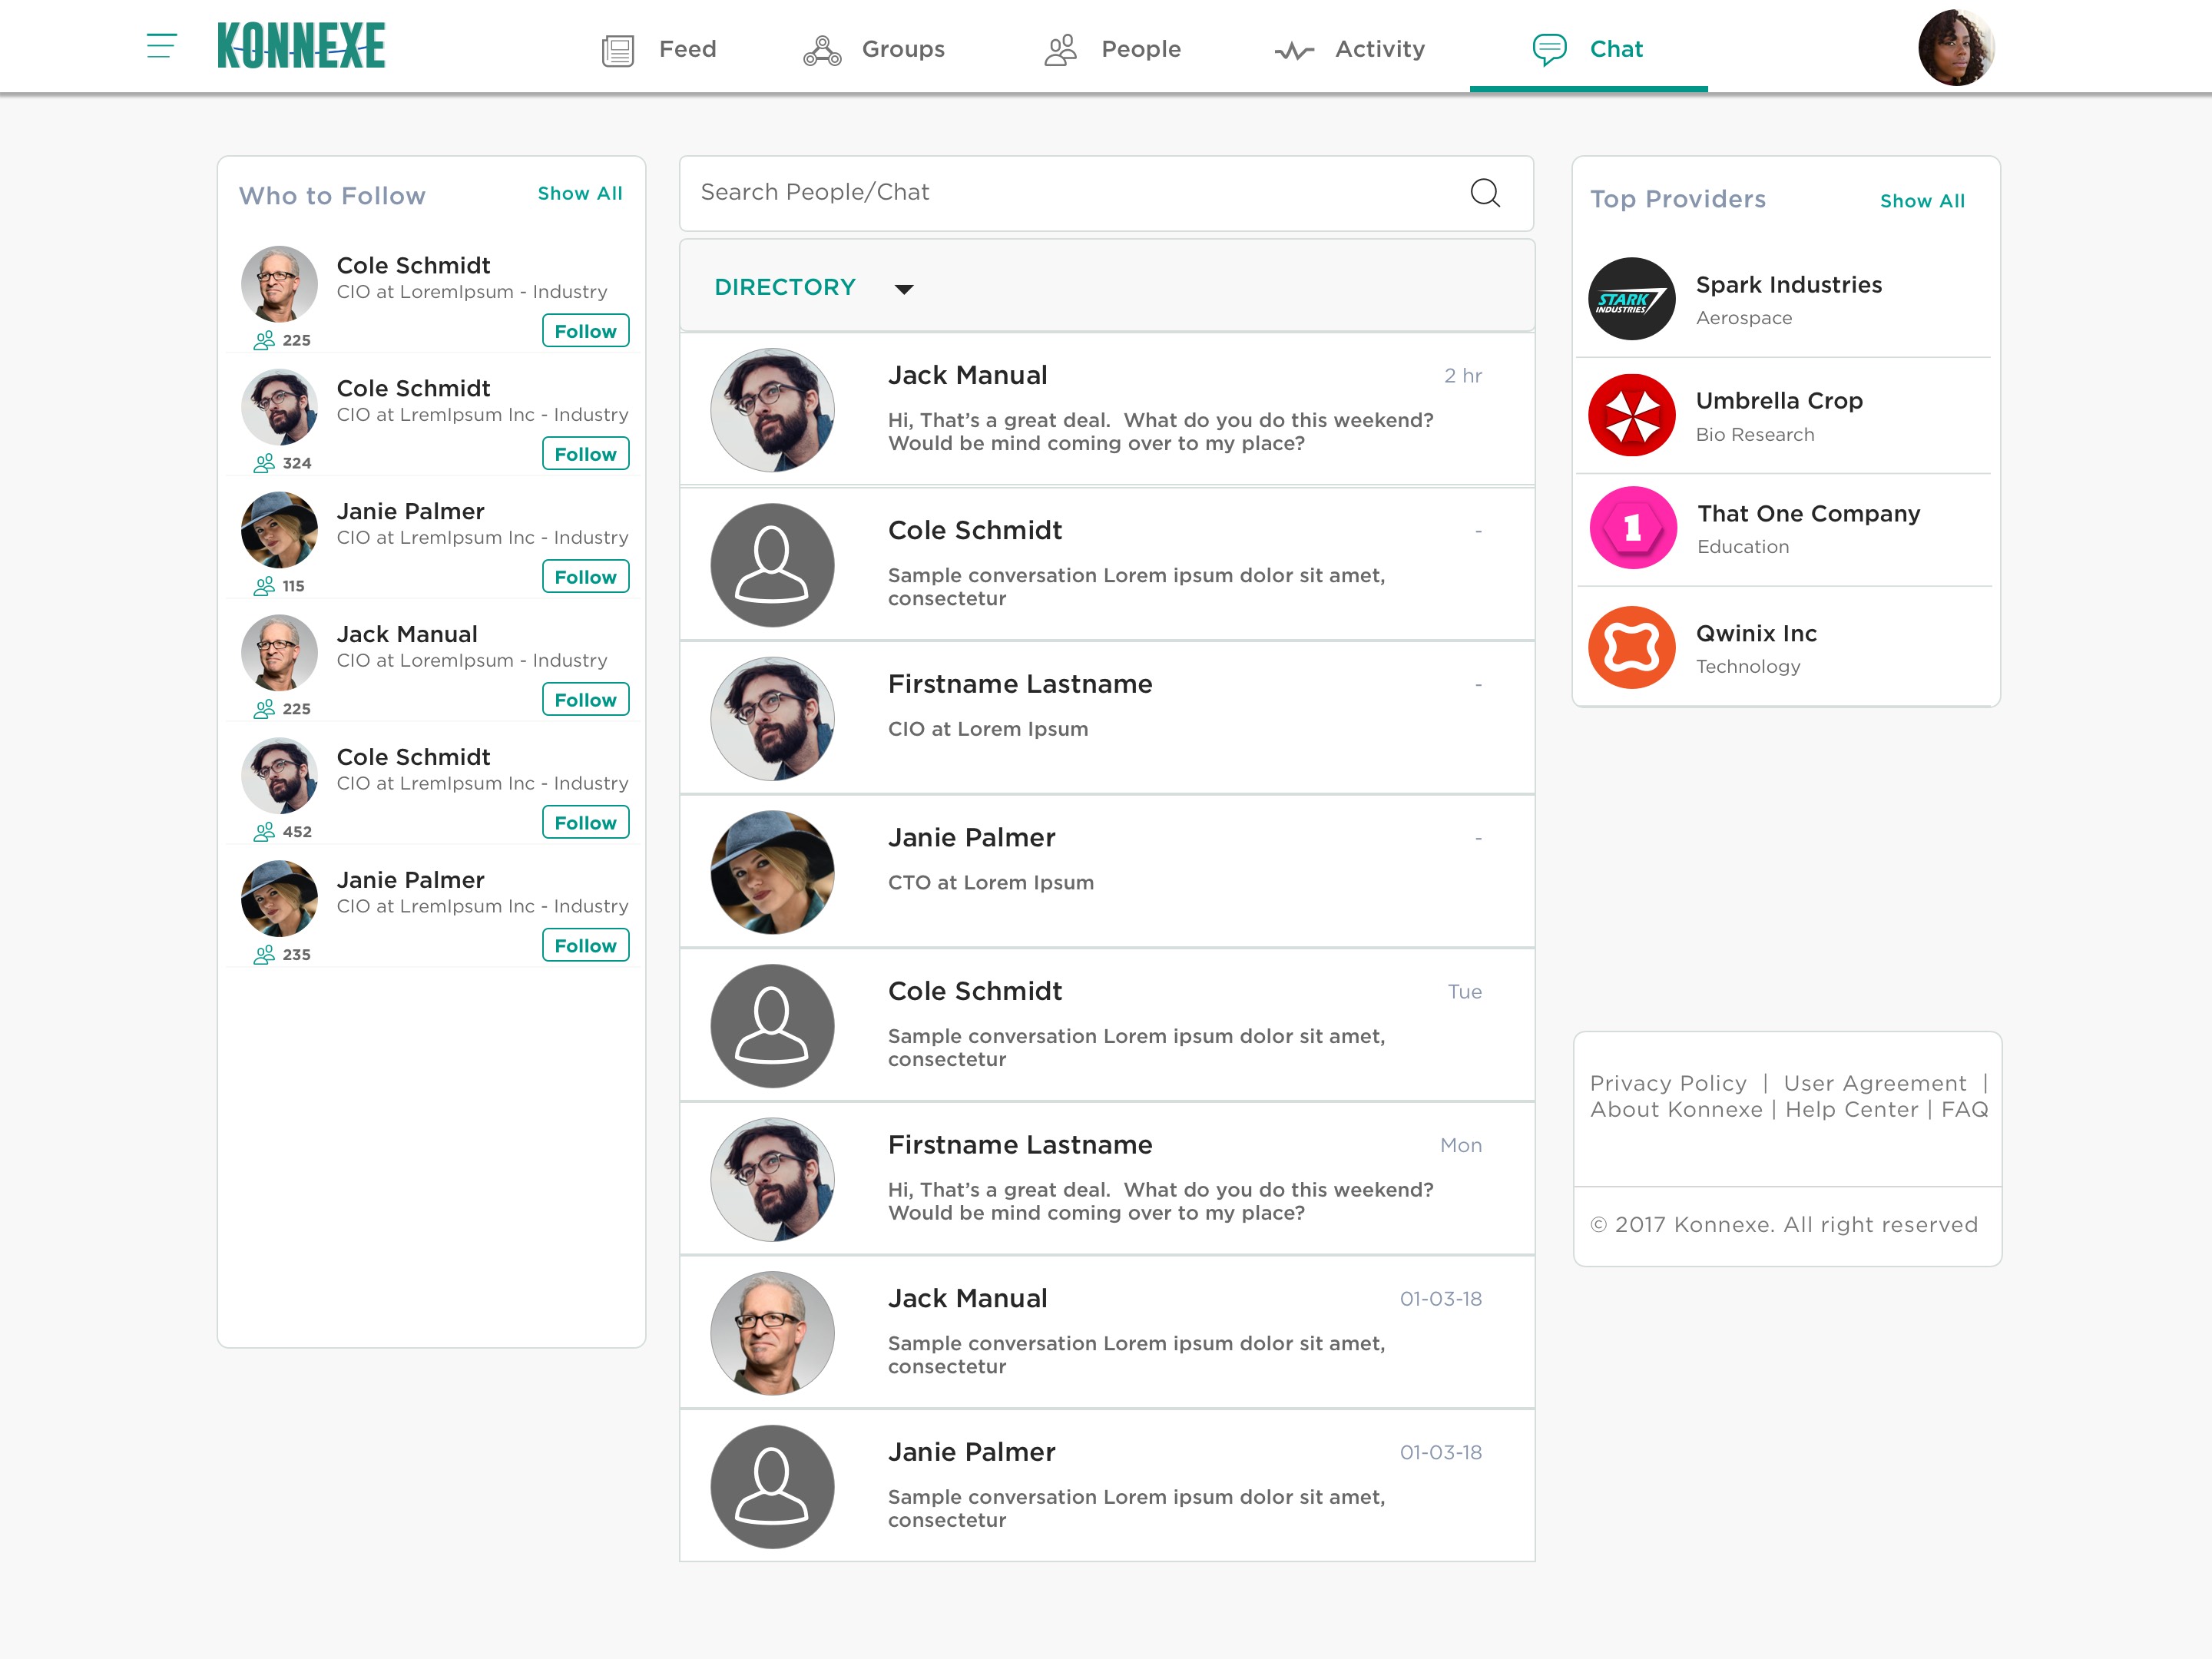 KONNEXE
Feed
Groups
People
Activity
Chat
Who to Follow
Show All
Cole Schmidt
CIO at LoremIpsum - Industry
225
Follow
Cole Schmidt
CIO at LremIpsum Inc - Industry
324
Follow
Janie Palmer
CIO at LremIpsum Inc - Industry
115
Follow
Jack Manual
CIO at LoremIpsum - Industry
225
Follow
Cole Schmidt
CIO at LremIpsum Inc - Industry
452
Follow
Janie Palmer
CIO at LremIpsum Inc - Industry
235
Follow
Search People/Chat
DIRECTORY
Jack Manual
2 hr
Hi, That’s a great deal.  What do you do this weekend?
Would be mind coming over to my place?
Cole Schmidt
-
Sample conversation Lorem ipsum dolor sit amet,
consectetur
Firstname Lastname
-
CIO at Lorem Ipsum
Janie Palmer
-
CTO at Lorem Ipsum
Cole Schmidt
Tue
Sample conversation Lorem ipsum dolor sit amet,
consectetur
Firstname Lastname
Mon
Hi, That’s a great deal.  What do you do this weekend?
Would be mind coming over to my place?
Jack Manual
01-03-18
Sample conversation Lorem ipsum dolor sit amet,
consectetur
Janie Palmer
01-03-18
Sample conversation Lorem ipsum dolor sit amet,
consectetur
Top Providers
Show All
STARK
INDUSTRIES
Spark Industries
Aerospace
Umbrella Crop
Bio Research
1
That One Company
Education
Qwinix Inc
Technology
Privacy Policy | User Agreement |
About Konnexe | Help Center | FAQ
© 2017 Konnexe. All right reserved